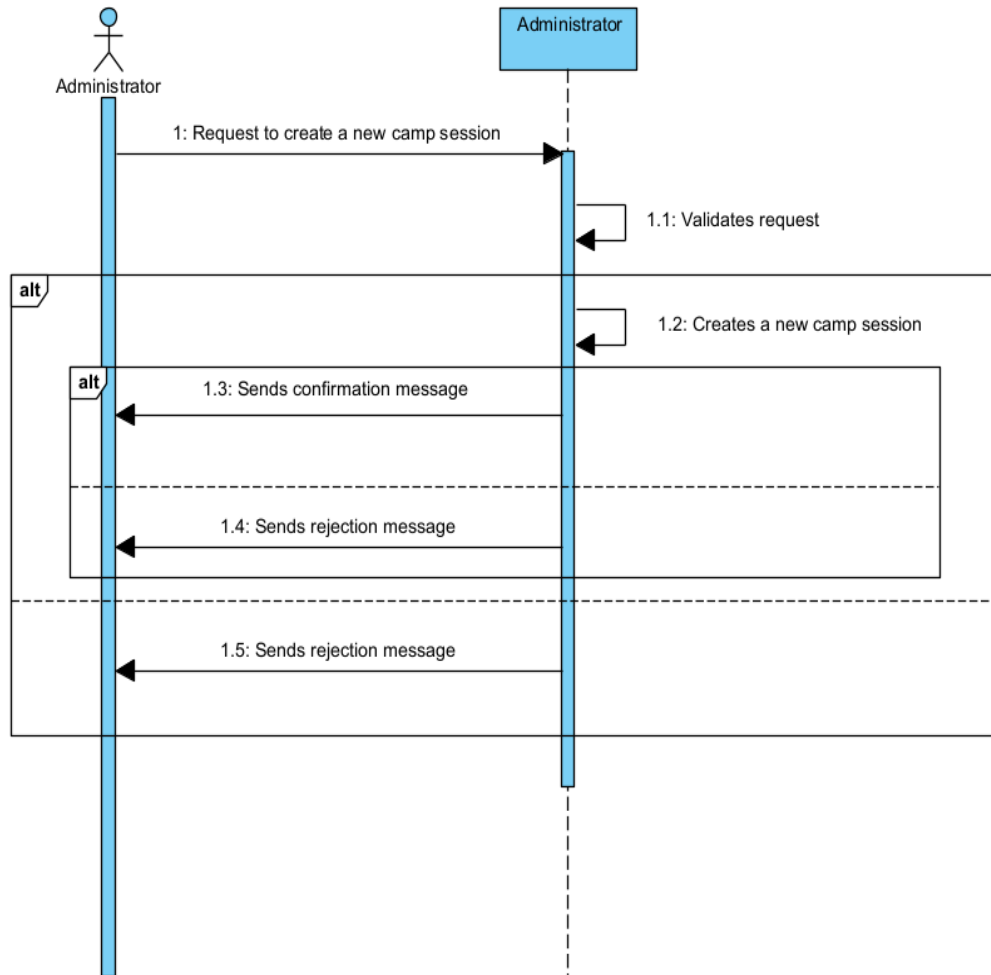 Administrator
Administrator
1: Request to create a new camp session
1.1: Validates request
alt
1.2: Creates a new camp session
alt
1.3: Sends confirmation message
1.4: Sends rejection message
1.5: Sends rejection message